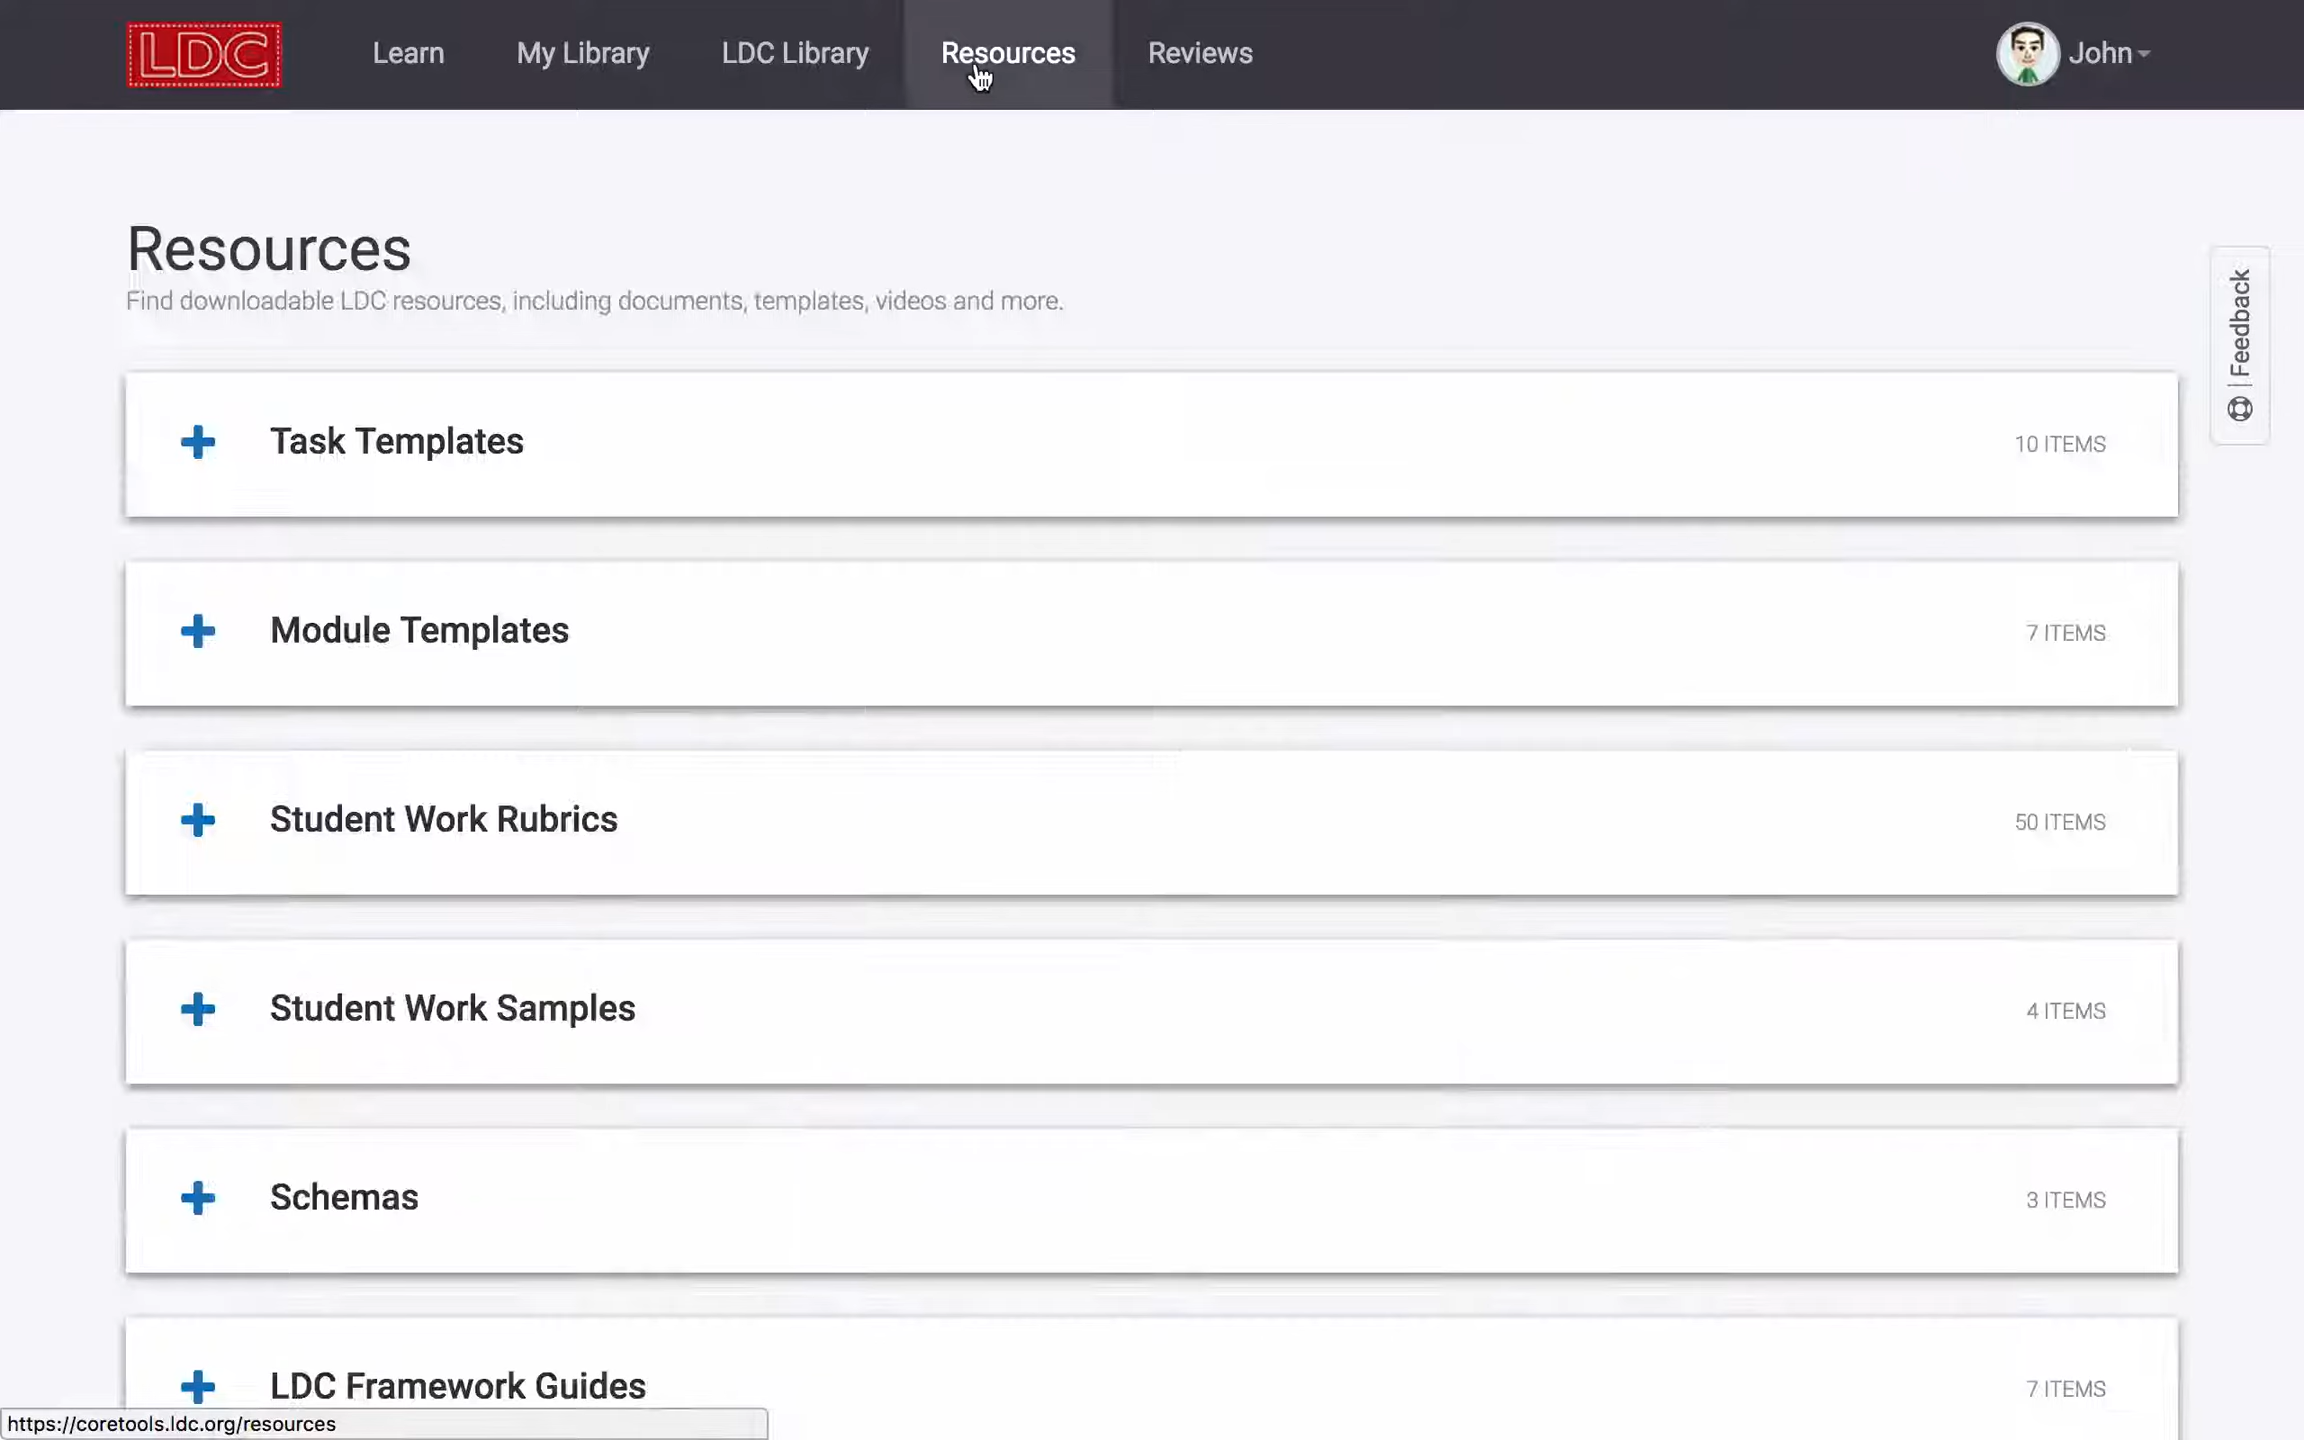 LDC
Learn
My Library
LDC Library
Resources
Reviews
John
Resources
Find downloadable LDC resources, including documents, templates, videos and more.
Feedback
Task Templates
10 ITEMS
Module Templates
7 ITEMS
Student Work Rubrics
50 ITEMS
Student Work Samples
4 ITEMS
Schemas
3 ITEMS
LDC Framework Guides
7 ITEMS
https://coretools.ldc.org/resources